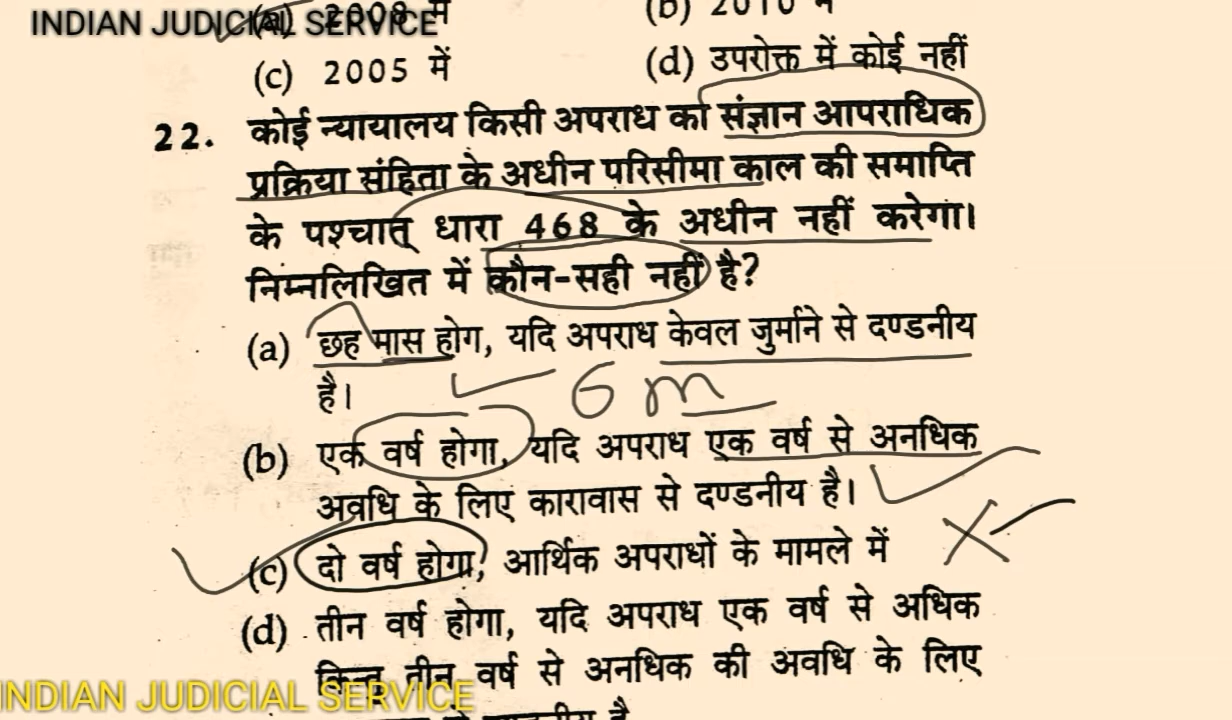 INDIAN JUDICIAL SERVICE
(a) 2008 में (b) 2010 में
(c) 2005 में (d) उपरोक्त में कोई नहीं
22. कोई न्यायालय किसी अपराध का संज्ञान आपराधिक
प्रक्रिया संहिता के अधीन परिसीमा काल की समाप्ति
के पश्चात् धारा 468 के अधीन नहीं करेगा।
निम्नलिखित में कौन-सही नहीं है?
(a) छह मास होग, यदि अपराध केवल जुर्माने से दण्डनीय
है।
6 m
(b) एक वर्ष होगा, यदि अपराध एक वर्ष से अनधिक
अवधि के लिए कारावास से दण्डनीय है।
(c) दो वर्ष होगा, आर्थिक अपराधों के मामले में
(d) तीन वर्ष होगा, यदि अपराध एक वर्ष से अधिक
किन्तु तीन वर्ष से अनधिक की अवधि के लिए
INDIAN JUDICIAL SERVICE